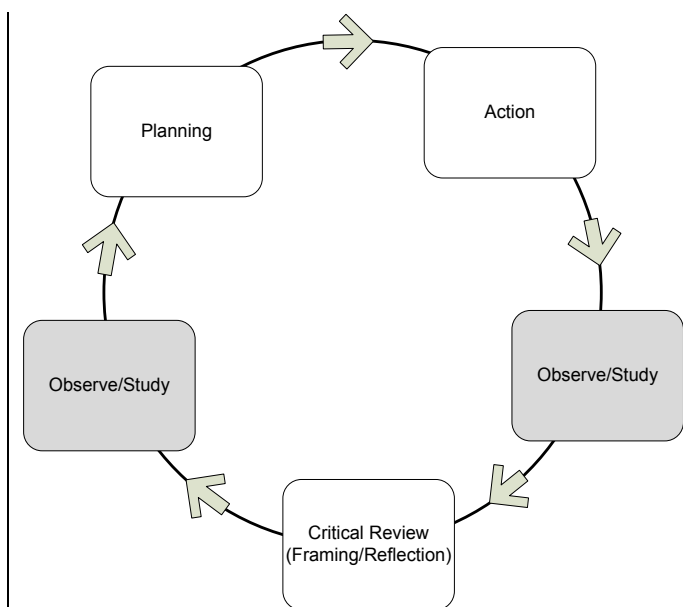 Planning
Action
Observe/Study
Observe/Study
Critical Review
(Framing/Reflection)